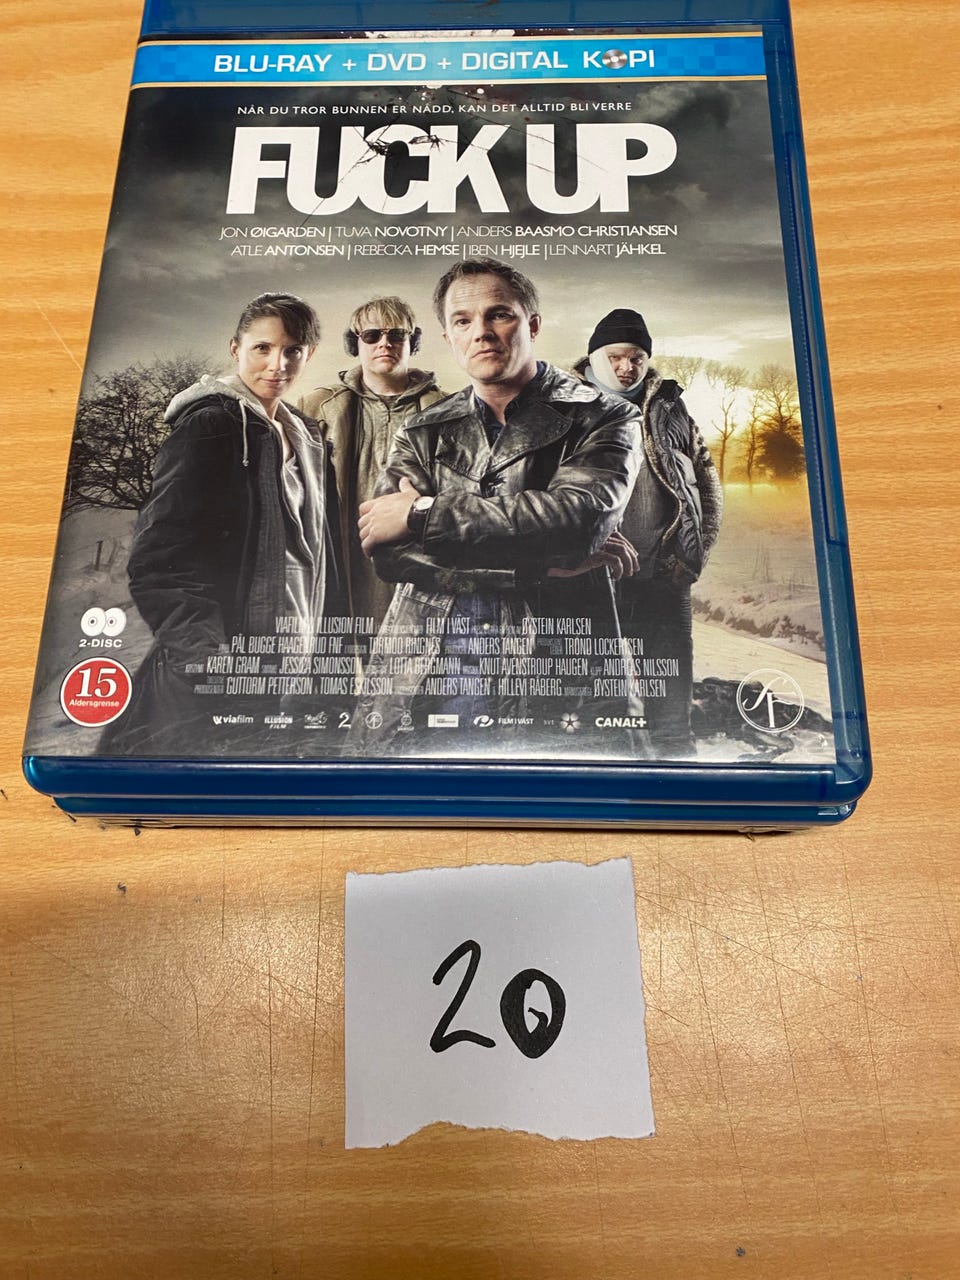 BLU-RAY + DVD + DIGITAL KOPI
NÅR DU TROR BUNNEN ER NÅDD, KAN DET ALLTID BLI VERRE
FUCK UP
JON ØIGARDEN | TUVA NOVOTNY | ANDERS BAASMO CHRISTIANSEN
ATLE ANTONSEN | REBECKA HEMSE | IBEN HJEJLE | LENNART JÄHKEL
VIAFILM ILLUSION FILM FILM I VÄST ØYSTEIN KARLSEN
PÅL BUGGE HAAGENRUD FNF TORMOD RINGNES ANDERS TANGEN TROND LOCKERTSEN
KAREN GRAM JESSICA SIMONSSON LOTTA BERGMANN KNUT AVENSTROUP HAUGEN ANDREAS NILSSON
GUTTORM PETTERSON & TOMAS ESKILSSON ANDERS TANGEN & HILLEVI RÅBERG ØYSTEIN KARLSEN
2-DISC
15
Aldersgrense
viafilm ILLUSION FILM 2 SF FILM I VÄST svt CANAL+
SF
20